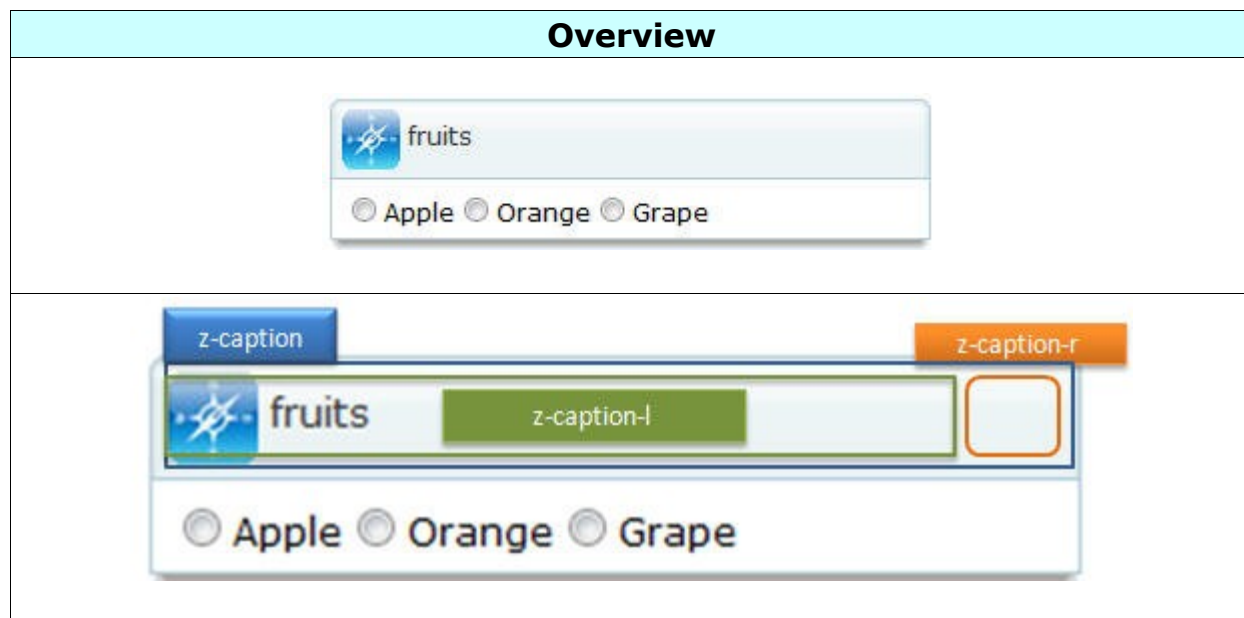 Overview
fruits
Apple Orange Grape
z-caption
z-caption-r
fruits
z-caption-l
Apple Orange Grape